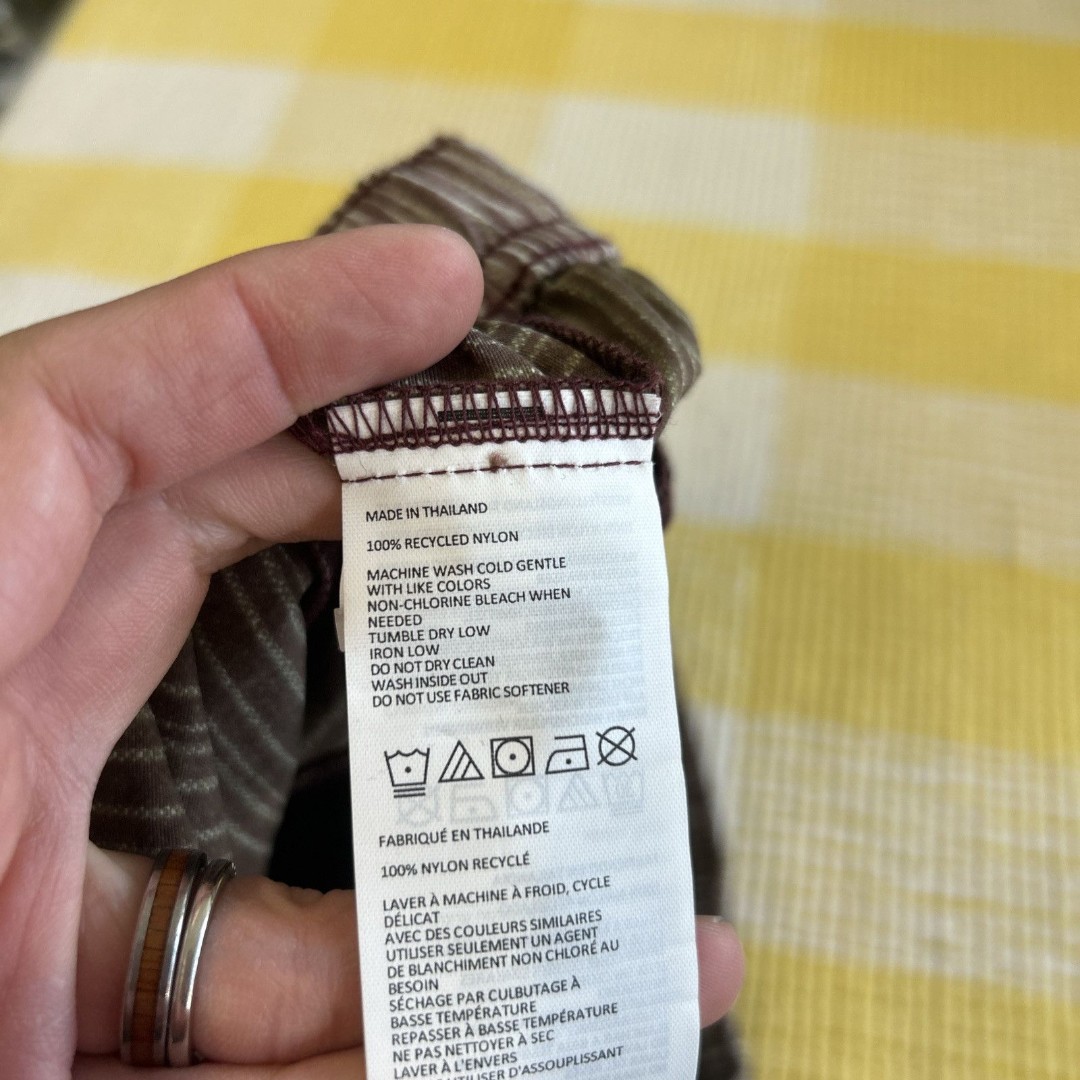 MADE IN THAILAND
100% RECYCLED NYLON
MACHINE WASH COLD GENTLE
WITH LIKE COLORS
NON-CHLORINE BLEACH WHEN
NEEDED
TUMBLE DRY LOW
IRON LOW
DO NOT DRY CLEAN
WASH INSIDE OUT
DO NOT USE FABRIC SOFTENER
FABRIQUÉ EN THAILANDE
100% NYLON RECYCLÉ
LAVER À MACHINE À FROID, CYCLE
DÉLICAT
AVEC DES COULEURS SIMILAIRES
UTILISER SEULEMENT UN AGENT
DE BLANCHIMENT NON CHLORÉ AU
BESOIN
SÉCHAGE PAR CULBUTAGE À
BASSE TEMPÉRATURE
REPASSER À BASSE TEMPÉRATURE
NE PAS NETTOYER À SEC
LAVER À L'ENVERS
UTILISER D'ASSOUPLISSANT